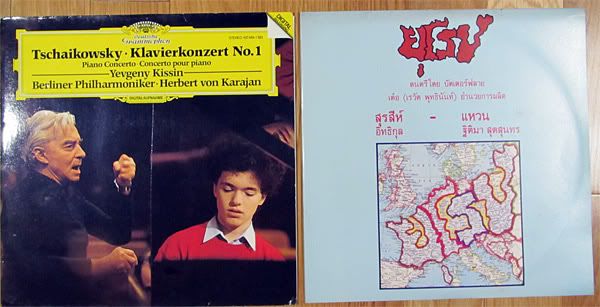 Deutsche
Grammophon
STEREO
DIGITAL
Tschaikowsky · Klavierkonzert No.1
Piano Concerto · Concerto pour piano
Yevgeny Kissin
Berliner Philharmoniker · Herbert von Karajan
DIGITALAUFNAHME
ยุโรป
ดนตรีโดย บัตเตอร์ฟลาย
เต๋อ (เรวัต พุทธินันท์) อำนวยการผลิต
สุรสีห์ - แหวน
อิทธิกุล ฐิติมา สุตสุนทร